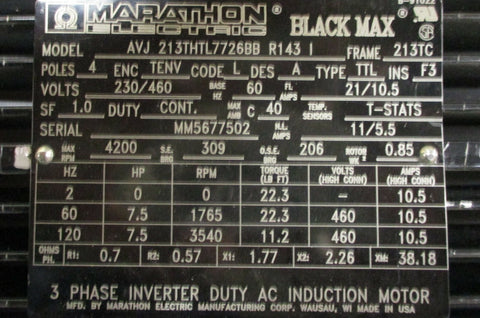 MARATHON
ELECTRIC
BLACK MAX®
MODEL AVJ 213THTL7726BB R143 I FRAME 213TC
POLES 4 ENC TENV CODE L DES A TYPE TTL INS F3
VOLTS 230/460 BASE HZ 60 FL AMPS 21/10.5
SF 1.0 DUTY CONT. MAX AMB C 40 TEMP. SENSORS T-STATS
SERIAL MM5677502 N.L. AMPS 11/5.5
MAX RPM 4200 S.E. BRG 309 O.S.E. BRG 206 ROTOR WK² 0.85
HZ HP RPM TORQUE (LB FT) VOLTS (HIGH CONN) AMPS (HIGH CONN)
2 0 0 22.3 – 10.5
60 7.5 1765 22.3 460 10.5
120 7.5 3540 11.2 460 10.5
OHMS PH. R1: 0.7 R2: 0.57 X1: 1.77 X2: 2.26 XM: 38.18
3 PHASE INVERTER DUTY AC INDUCTION MOTOR
MFD. BY MARATHON ELECTRIC MANUFACTURING CORP. WAUSAU, WI MADE IN USA